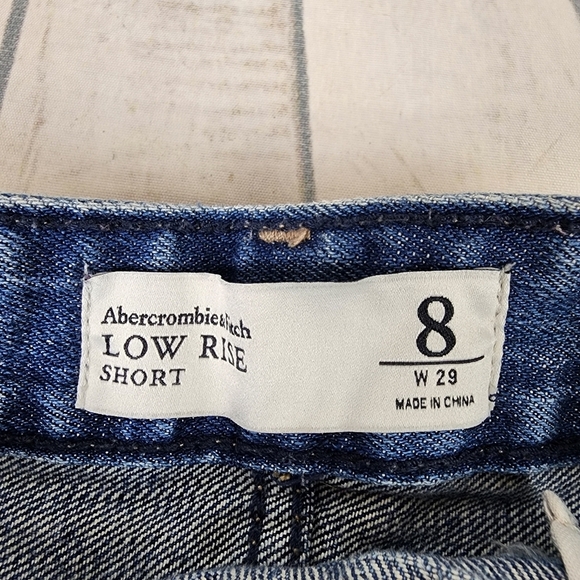 Abercrombie & Fitch
LOW RISE
SHORT
8
W 29
MADE IN CHINA